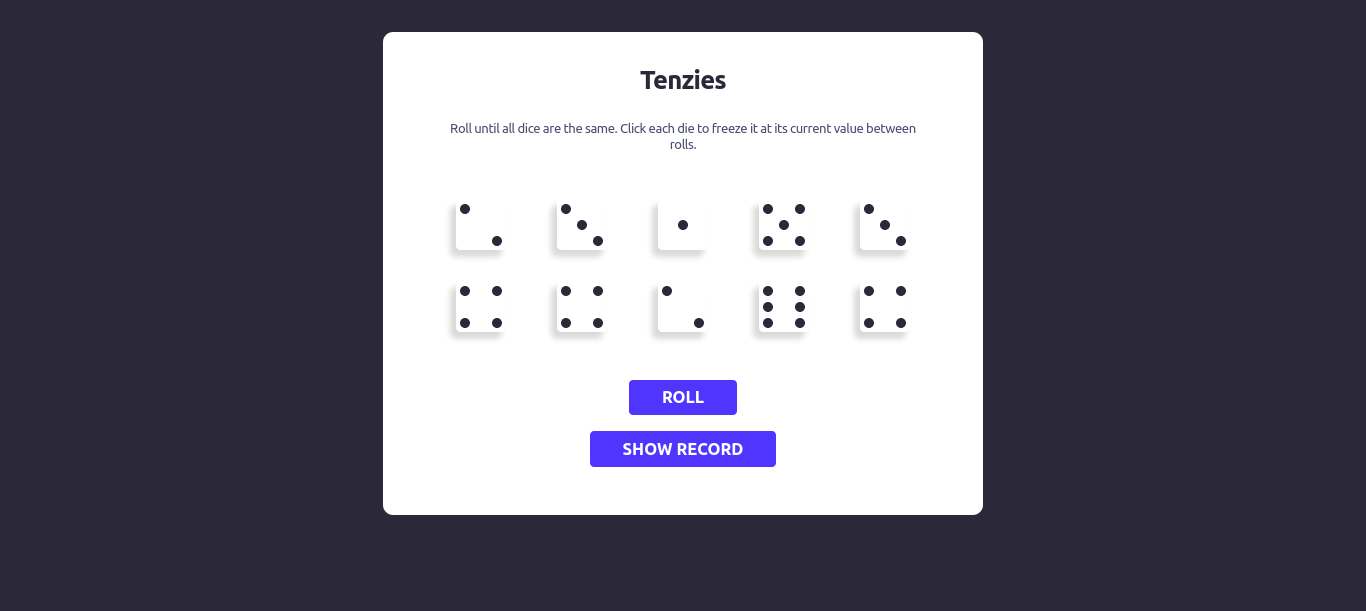 Tenzies
Roll until all dice are the same. Click each die to freeze it at its current value between
rolls.
ROLL
SHOW RECORD